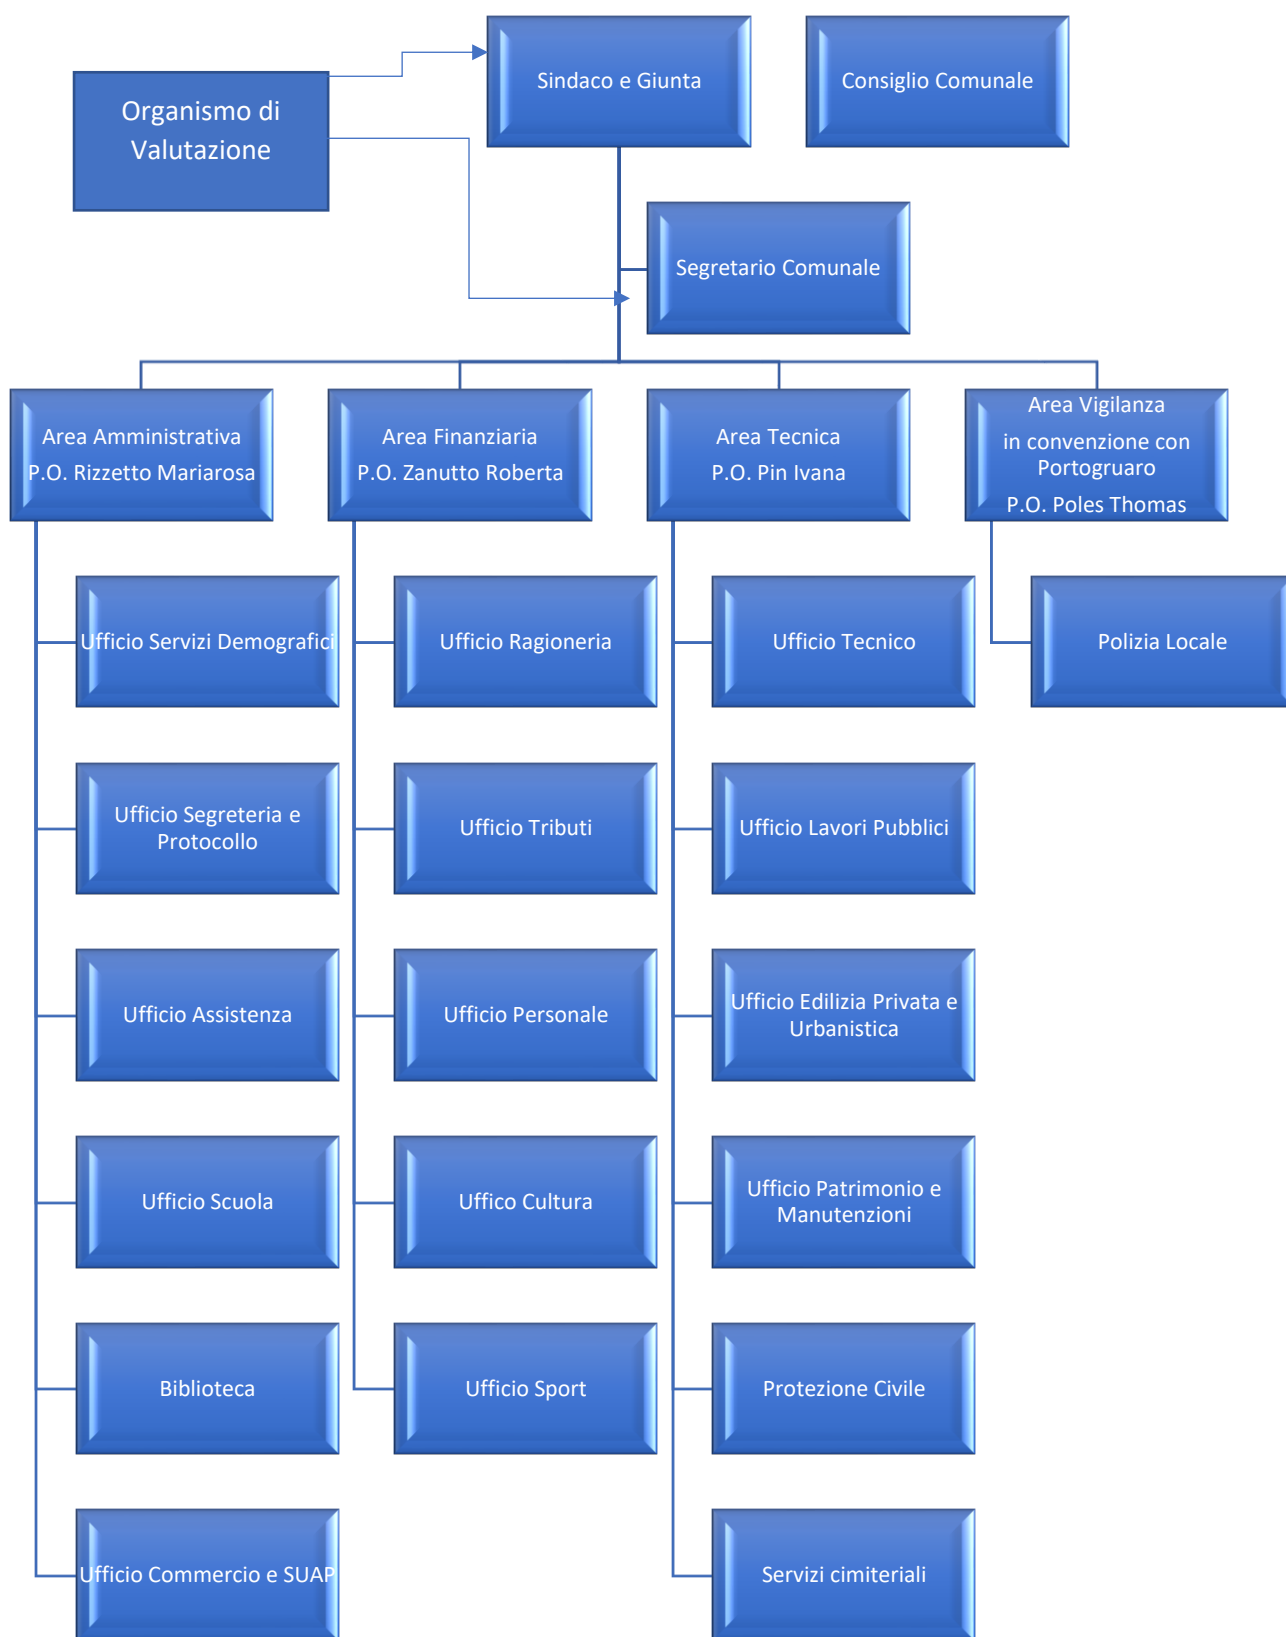 Organismo di
Valutazione
Sindaco e Giunta
Consiglio Comunale
Segretario Comunale
Area Amministrativa
P.O. Rizzetto Mariarosa
Area Finanziaria
P.O. Zanutto Roberta
Area Tecnica
P.O. Pin Ivana
Area Vigilanza
in convenzione con
Portogruaro
P.O. Poles Thomas
Ufficio Servizi Demografici
Ufficio Ragioneria
Ufficio Tecnico
Polizia Locale
Ufficio Segreteria e
Protocollo
Ufficio Tributi
Ufficio Lavori Pubblici
Ufficio Assistenza
Ufficio Personale
Ufficio Edilizia Privata e
Urbanistica
Ufficio Scuola
Uffico Cultura
Ufficio Patrimonio e
Manutenzioni
Biblioteca
Ufficio Sport
Protezione Civile
Ufficio Commercio e SUAP
Servizi cimiteriali